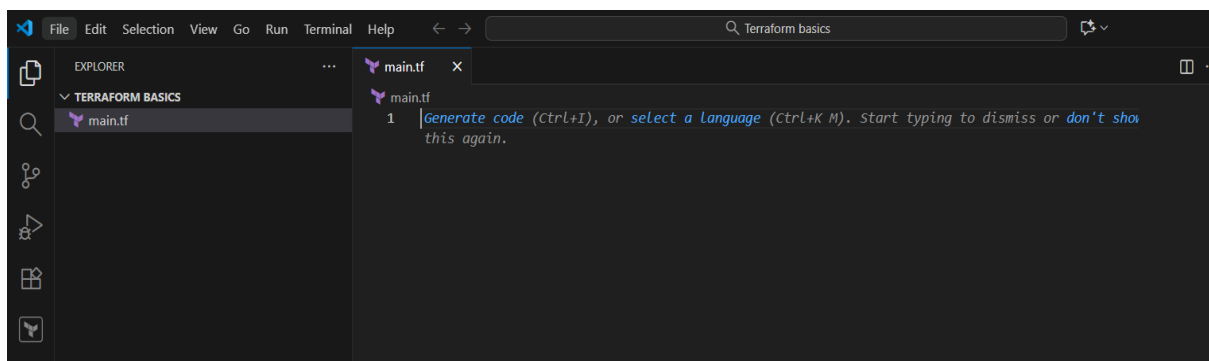 File Edit Selection View Go Run Terminal Help Terraform basics
EXPLORER ...
TERRAFORM BASICS
main.tf
main.tf
main.tf
1 Generate code (Ctrl+I), or select a language (Ctrl+K M). Start typing to dismiss or don't show
this again.